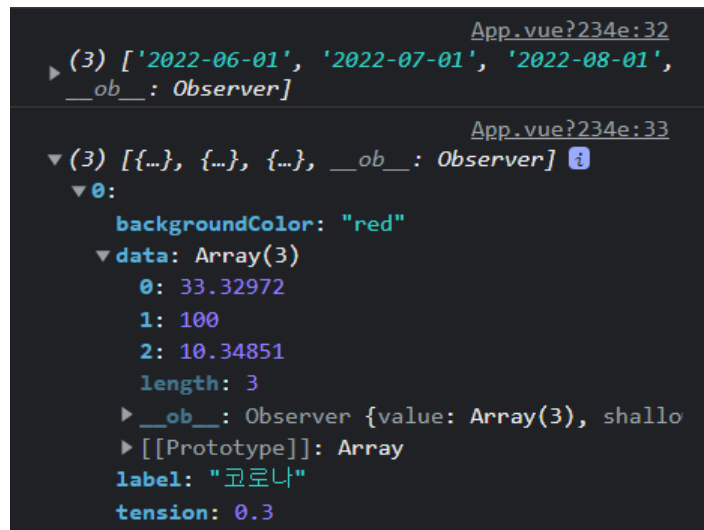 App.vue?234e:32
(3) ['2022-06-01', '2022-07-01', '2022-08-01',
__ob__: Observer]
App.vue?234e:33
(3) [{…}, {…}, {…}, __ob__: Observer] i
0:
backgroundColor: "red"
data: Array(3)
0: 33.32972
1: 100
2: 10.34851
length: 3
__ob__: Observer {value: Array(3), shallo
[[Prototype]]: Array
label: "코로나"
tension: 0.3